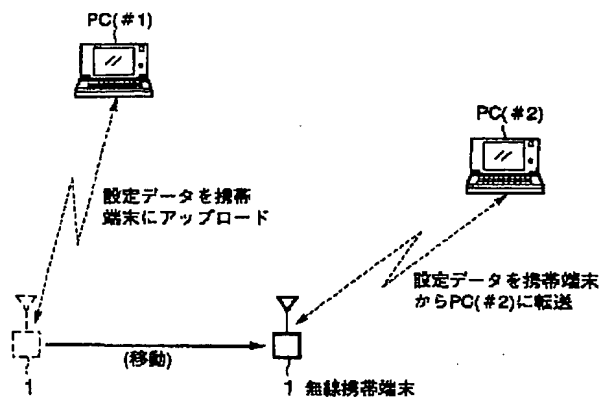 PC(#1)
PC(#2)
設定データを携帯
端末にアップロード
設定データを携帯端末
からPC(#2)に転送
(移動)
1
1 無線携帯端末